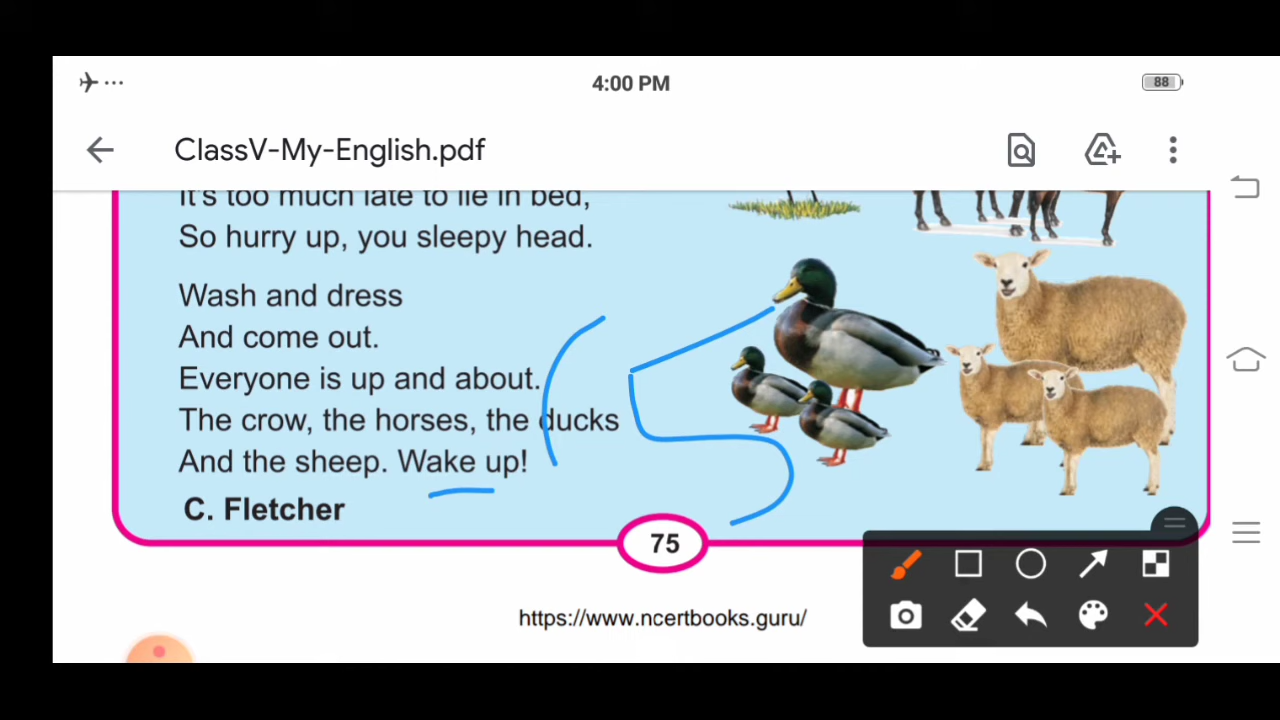 4:00 PM
88
ClassV-My-English.pdf
It's too much late to lie in bed,
So hurry up, you sleepy head.
Wash and dress
And come out.
Everyone is up and about.
The crow, the horses, the ducks
And the sheep. Wake up!
C. Fletcher
75
https://www.ncertbooks.guru/